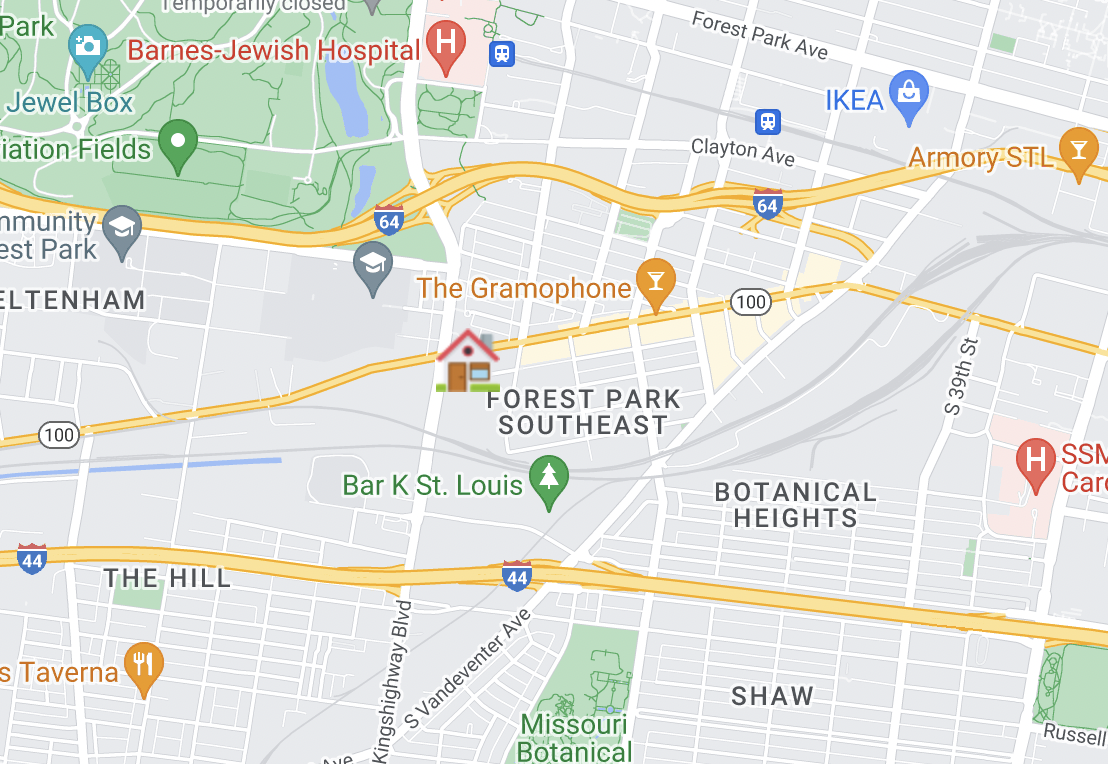 Temporarily closed
Park
Barnes-Jewish Hospital
H
Forest Park Ave
Jewel Box
IKEA
iation Fields
Clayton Ave
Armory STL
64
64
mmunity
est Park
ELTENHAM
The Gramophone
100
S 39th St
FOREST PARK
SOUTHEAST
100
H
SSM
Car
Bar K St. Louis
BOTANICAL
HEIGHTS
44
44
THE HILL
Kingshighway Blvd
S Vandeventer Ave
s Taverna
SHAW
Missouri
Botanical
Russell
Ave